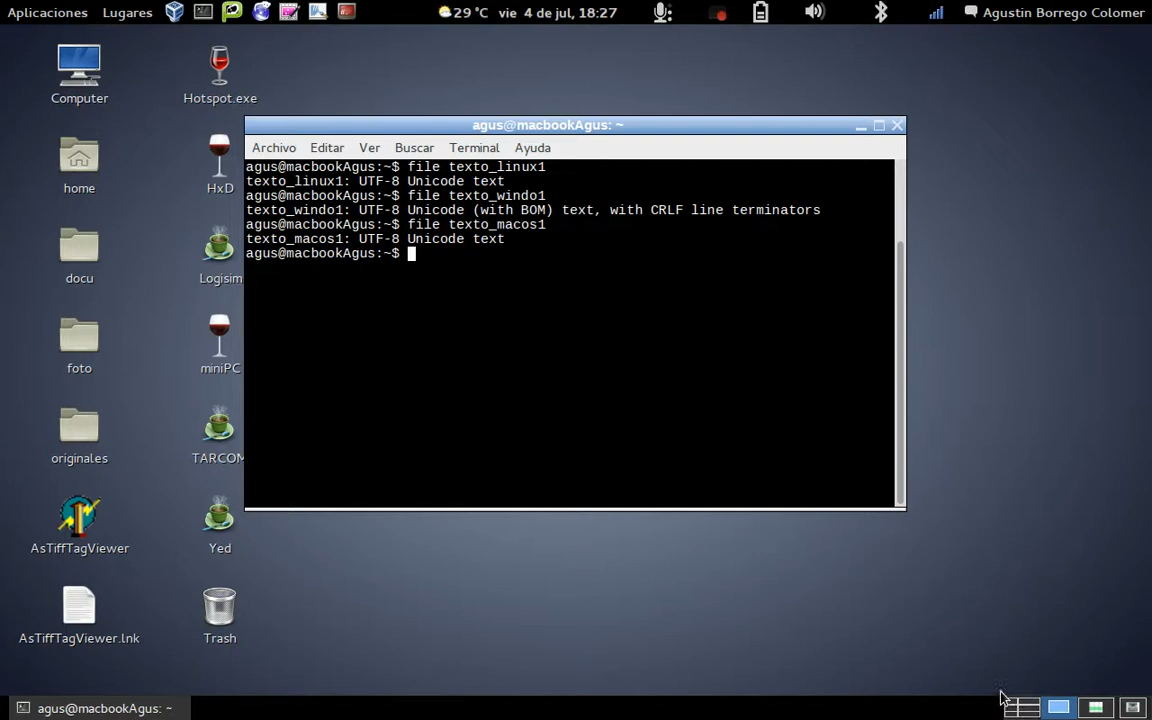 Aplicaciones Lugares 29 °C vie 4 de jul, 18:27 Agustin Borrego Colomer
Computer
Hotspot.exe
home
HxD
docu
Logisim
foto
miniPC
originales
TARCOM
AsTiffTagViewer
Yed
AsTiffTagViewer.lnk
Trash
agus@macbookAgus: ~
Archivo Editar Ver Buscar Terminal Ayuda
agus@macbookAgus:~$ file texto_linux1
texto_linux1: UTF-8 Unicode text
agus@macbookAgus:~$ file texto_windo1
texto_windo1: UTF-8 Unicode (with BOM) text, with CRLF line terminators
agus@macbookAgus:~$ file texto_macos1
texto_macos1: UTF-8 Unicode text
agus@macbookAgus:~$
agus@macbookAgus: ~